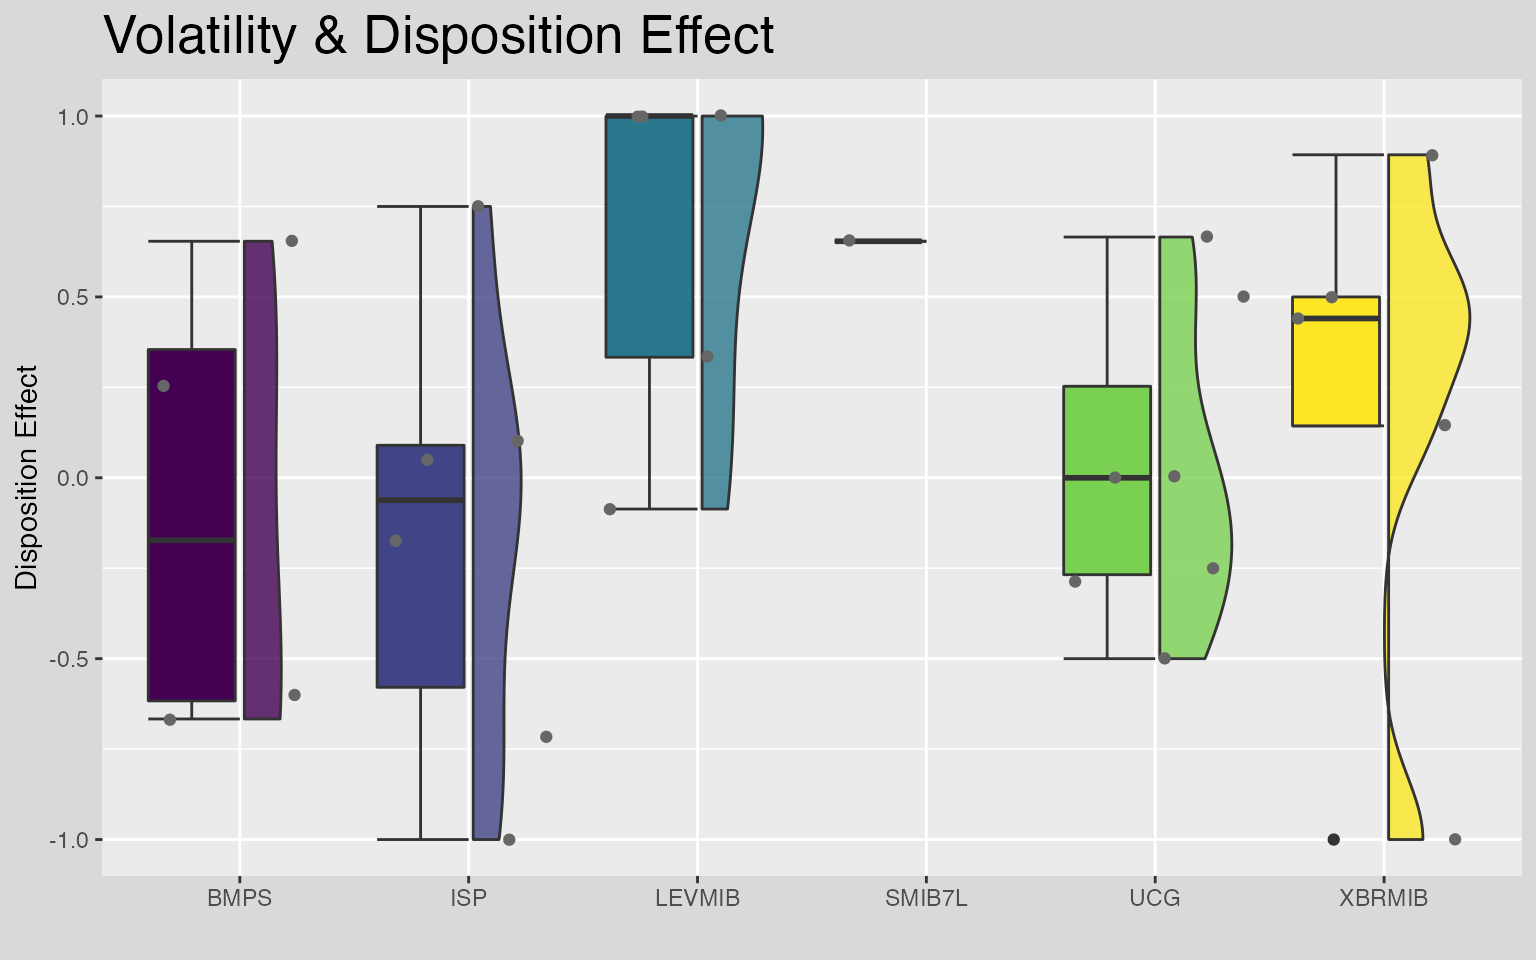 Volatility & Disposition Effect
Disposition Effect
1.0
0.5
0.0
-0.5
-1.0
BMPS ISP LEVMIB SMIB7L UCG XBRMIB